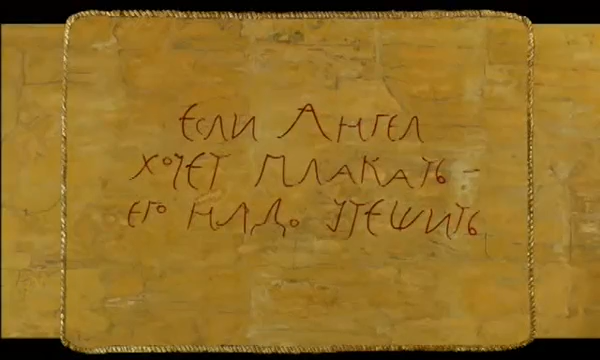 Если Ангел
хочет плакать –
его надо утешить